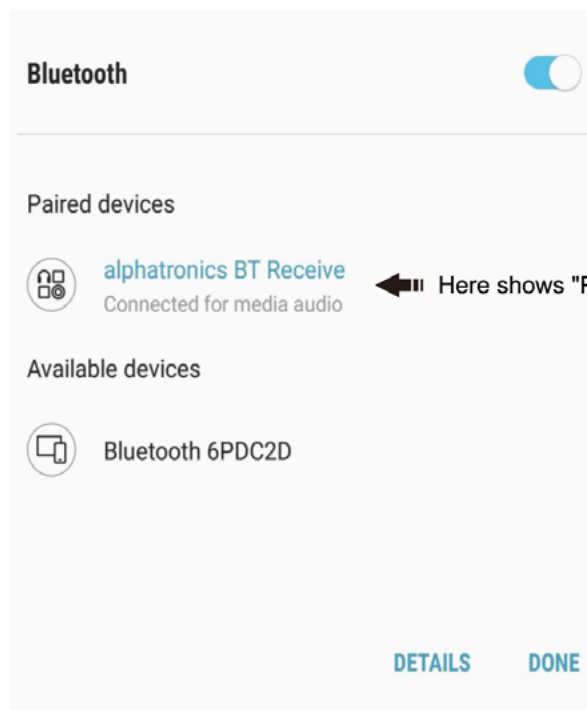 Bluetooth
Paired devices
alphatronics BT Receive
Connected for media audio
Here shows
Available devices
Bluetooth 6PDC2D
DETAILS DONE